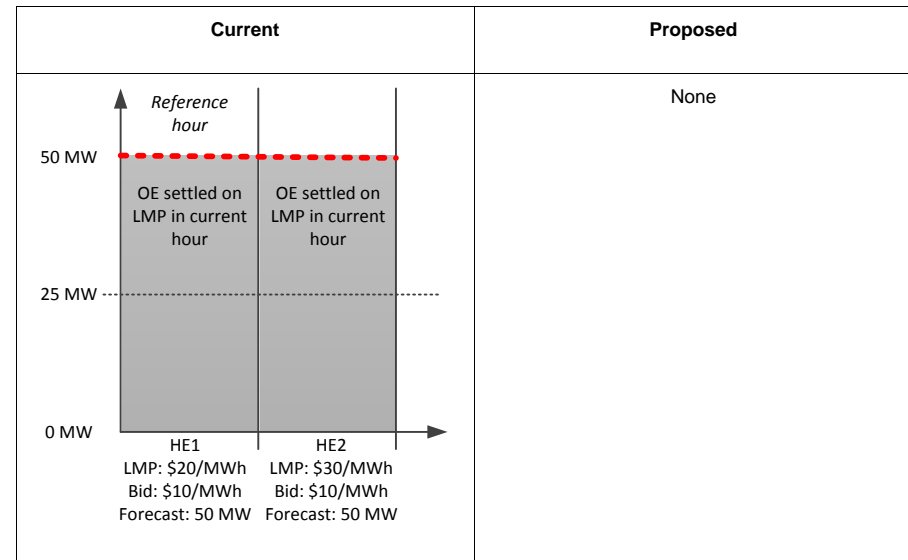 Current
Proposed
Reference
hour
None
50 MW
OE settled on
LMP in current
hour
OE settled on
LMP in current
hour
25 MW
0 MW
HE1
LMP: $20/MWh
Bid: $10/MWh
Forecast: 50 MW
HE2
LMP: $30/MWh
Bid: $10/MWh
Forecast: 50 MW